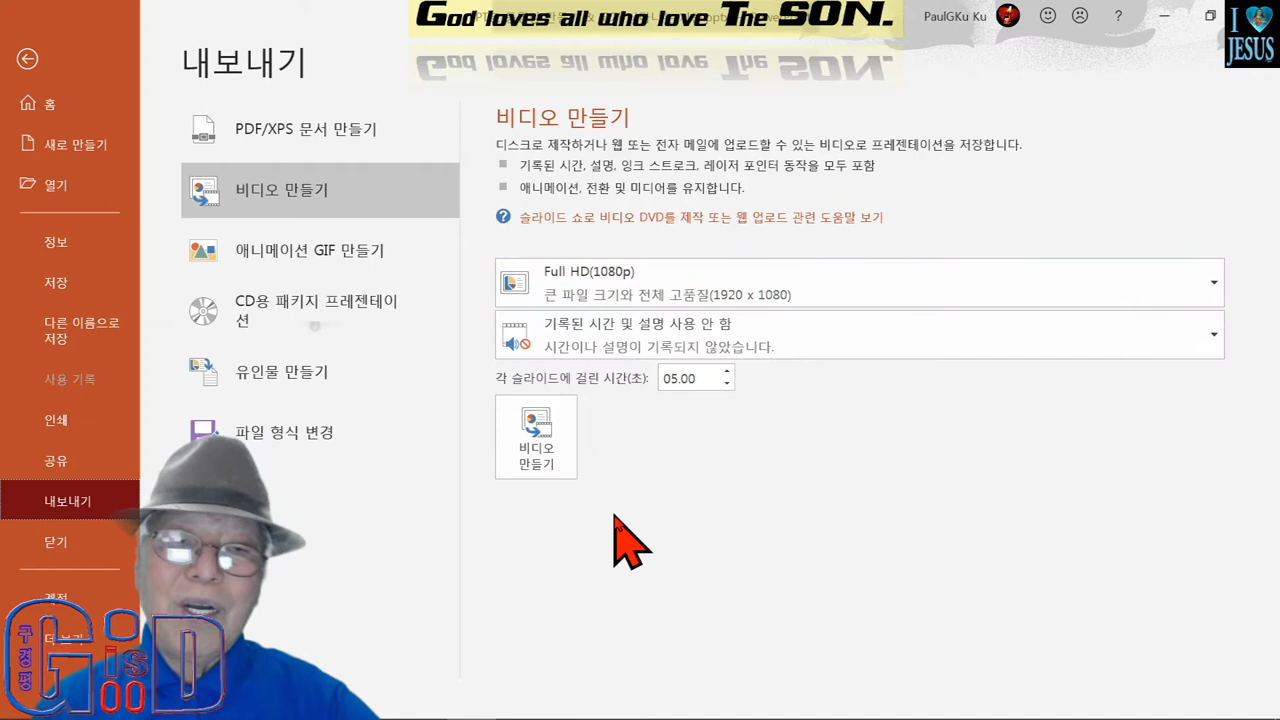 God loves all who love The SON.
PaulGKu Ku
?
I
JESUS
God loves all who love The SON.
내보내기
홈
새로 만들기
열기
정보
저장
다른 이름으로
저장
사용 기록
인쇄
공유
내보내기
닫기
계정
더 보기
PDF/XPS 문서 만들기
비디오 만들기
애니메이션 GIF 만들기
CD용 패키지 프레젠테이
션
유인물 만들기
파일 형식 변경
비디오 만들기
디스크로 제작하거나 웹 또는 전자 메일에 업로드할 수 있는 비디오로 프레젠테이션을 저장합니다.
기록된 시간, 설명, 잉크 스트로크, 레이저 포인터 동작을 모두 포함
애니메이션, 전환 및 미디어를 유지합니다.
슬라이드 쇼로 비디오 DVD를 제작 또는 웹 업로드 관련 도움말 보기
Full HD(1080p)
큰 파일 크기와 전체 고품질(1920 x 1080)
기록된 시간 및 설명 사용 안 함
시간이나 설명이 기록되지 않았습니다.
각 슬라이드에 걸린 시간(초): 05.00
비디오
만들기
GisD